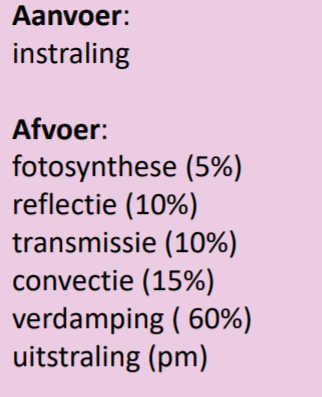 Aanvoer:
instraling
Afvoer:
fotosynthese (5%)
reflectie (10%)
transmissie (10%)
convectie (15%)
verdamping ( 60%)
uitstraling (pm)